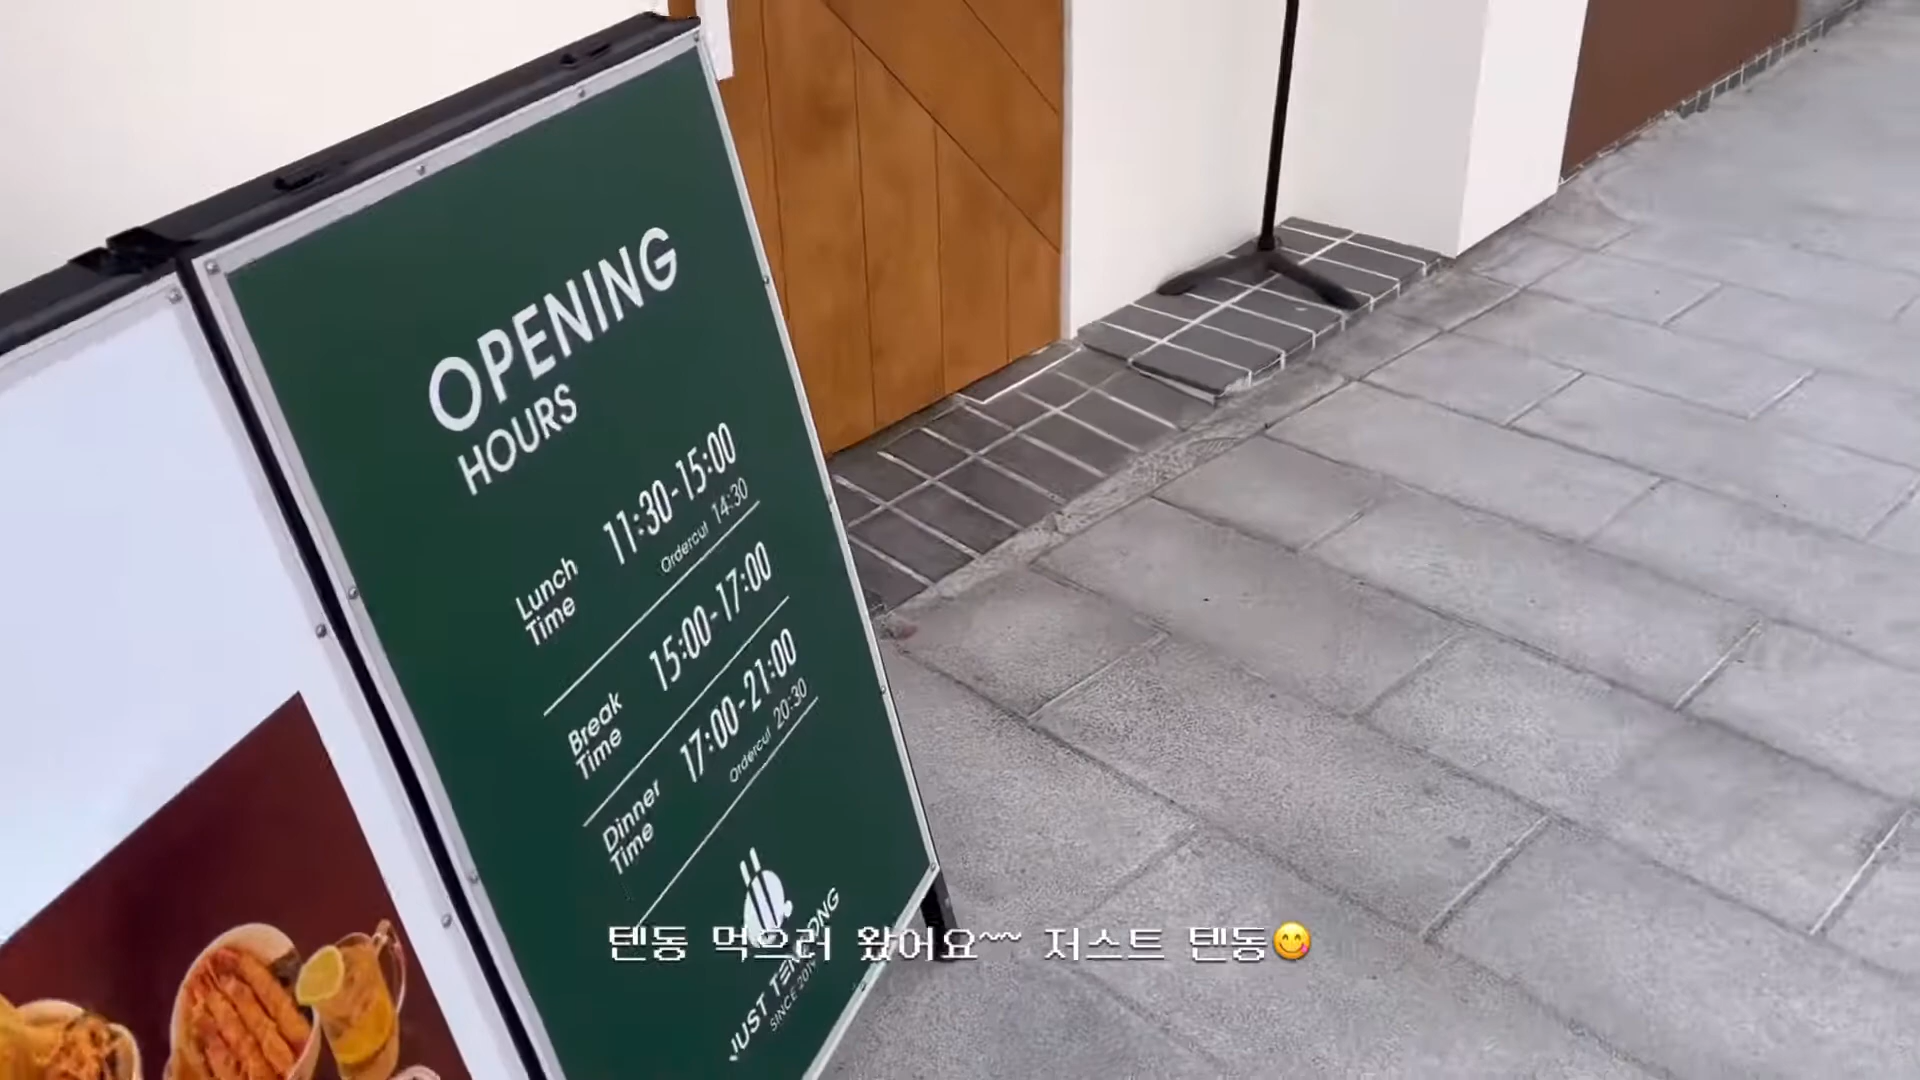 OPENING
HOURS
Lunch
Time
11:30-15:00
Ordercut 14:30
Break
Time
15:00-17:00
Dinner
Time
17:00-21:00
Ordercut 20:30
JUST TENDONG
SINCE 2019
텐동 먹으러 왔어요~~ 저스트 텐동😋